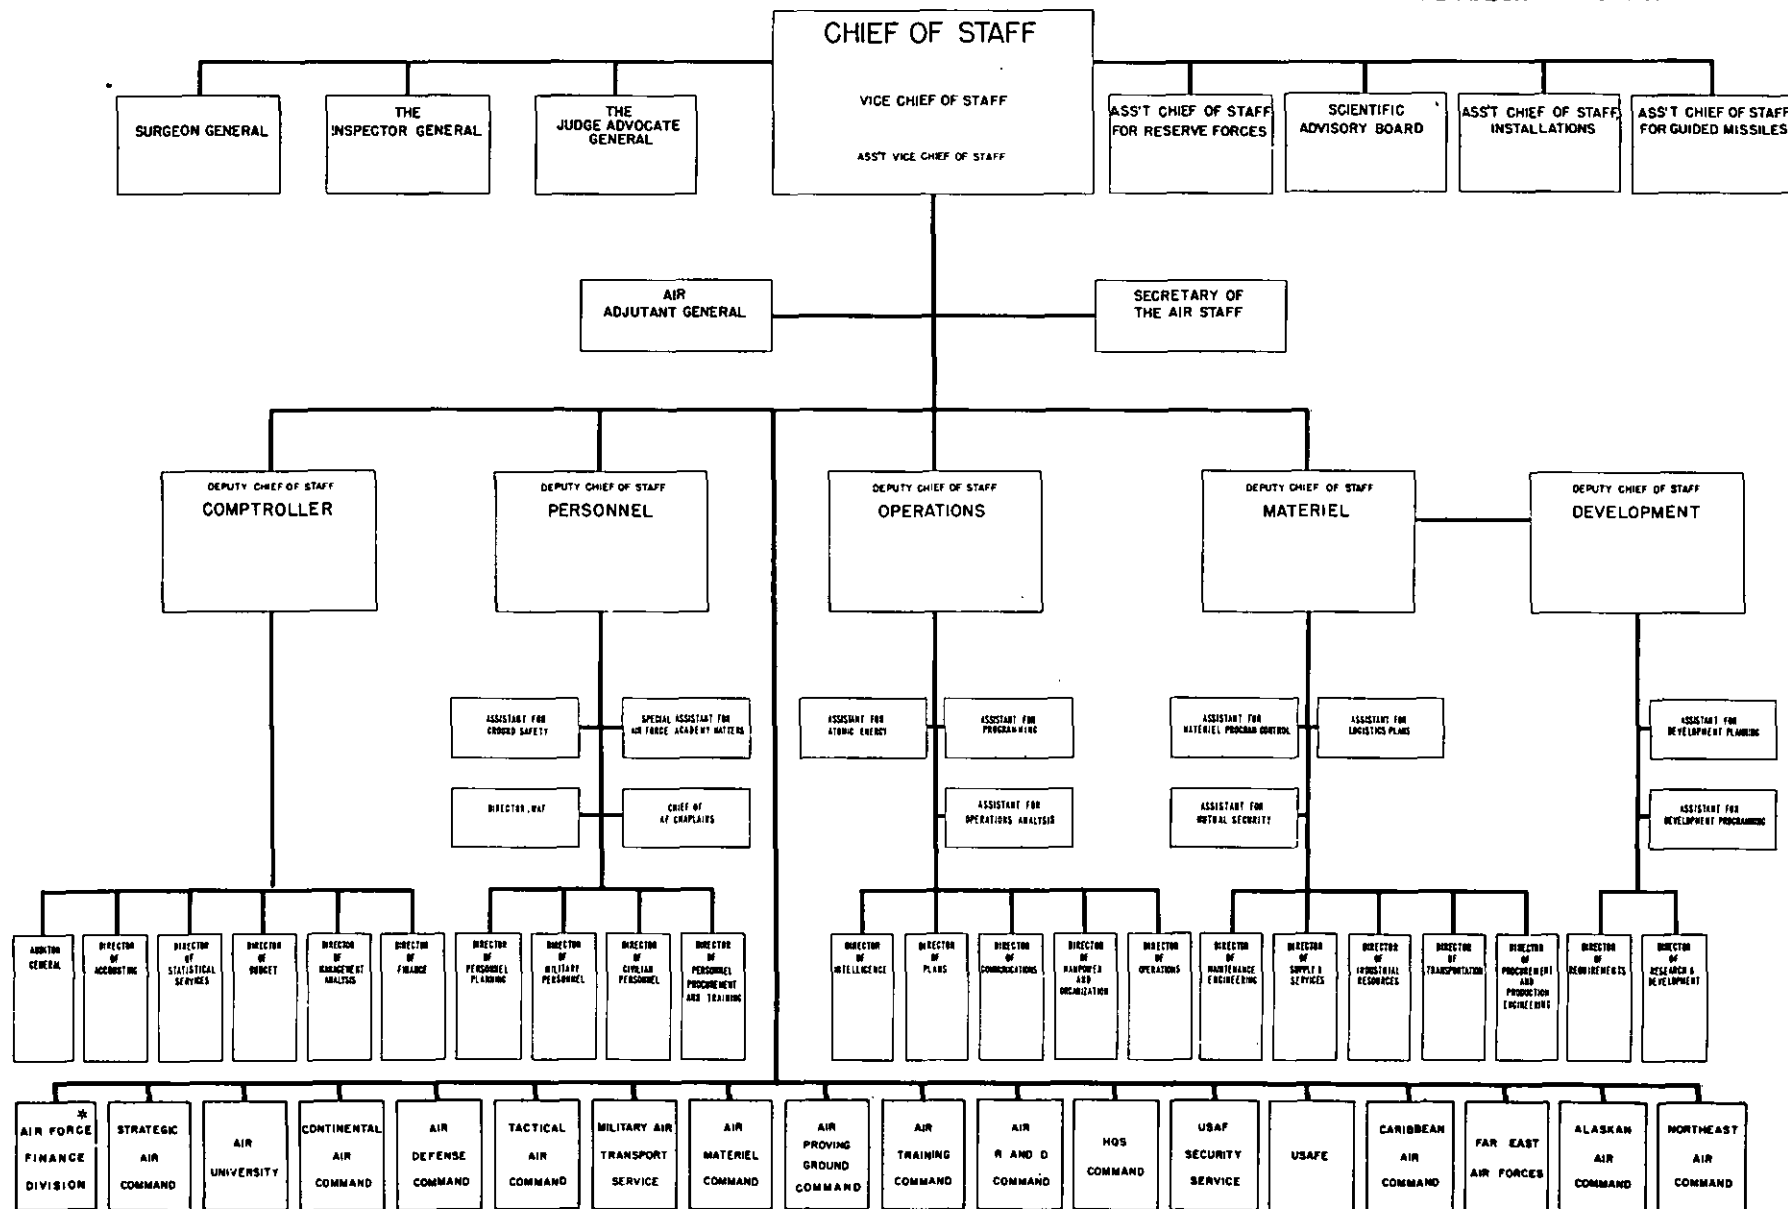 CHIEF OF STAFF
VICE CHIEF OF STAFF
ASS'T VICE CHIEF OF STAFF
SURGEON GENERAL
THE
INSPECTOR GENERAL
THE
JUDGE ADVOCATE
GENERAL
ASS'T CHIEF OF STAFF
FOR RESERVE FORCES
SCIENTIFIC
ADVISORY BOARD
ASS'T CHIEF OF STAFF
INSTALLATIONS
ASS'T CHIEF OF STAFF
FOR GUIDED MISSILES
AIR
ADJUTANT GENERAL
SECRETARY OF
THE AIR STAFF
DEPUTY CHIEF OF STAFF
COMPTROLLER
DEPUTY CHIEF OF STAFF
PERSONNEL
DEPUTY CHIEF OF STAFF
OPERATIONS
DEPUTY CHIEF OF STAFF
MATERIEL
DEPUTY CHIEF OF STAFF
DEVELOPMENT
ASSISTANT FOR
GROUND SAFETY
SPECIAL ASSISTANT FOR
AIR FORCE ACADEMY MATTERS
ASSISTANT FOR
ATOMIC ENERGY
ASSISTANT FOR
PROGRAMMING
ASSISTANT FOR
MATERIEL PROGRAM CONTROL
ASSISTANT FOR
LOGISTICS PLANS
ASSISTANT FOR
DEVELOPMENT PLANNING
DIRECTOR, WAF
CHIEF OF
AF CHAPLAINS
ASSISTANT FOR
OPERATIONS ANALYSIS
ASSISTANT FOR
MUTUAL SECURITY
ASSISTANT FOR
DEVELOPMENT PROGRAMMING
AUDITOR
GENERAL
DIRECTOR
OF
ACCOUNTING
DIRECTOR
OF
STATISTICAL
SERVICES
DIRECTOR
OF
BUDGET
DIRECTOR
OF
MANAGEMENT
ANALYSIS
DIRECTOR
OF
FINANCE
DIRECTOR
OF
PERSONNEL
PLANNING
DIRECTOR
OF
MILITARY
PERSONNEL
DIRECTOR
OF
CIVILIAN
PERSONNEL
DIRECTOR
OF
PERSONNEL
PROCUREMENT
AND TRAINING
DIRECTOR
OF
INTELLIGENCE
DIRECTOR
OF
PLANS
DIRECTOR
OF
COMMUNICATIONS
DIRECTOR
OF
MANPOWER
AND
ORGANIZATION
DIRECTOR
OF
OPERATIONS
DIRECTOR
OF
MAINTENANCE
ENGINEERING
DIRECTOR
OF
SUPPLY &
SERVICES
DIRECTOR
OF
INDUSTRIAL
RESOURCES
DIRECTOR
OF
TRANSPORTATION
DIRECTOR
OF
PROCUREMENT
AND
PRODUCTION
ENGINEERING
DIRECTOR
OF
REQUIREMENTS
DIRECTOR
OF
RESEARCH &
DEVELOPMENT
*
AIR FORCE
FINANCE
DIVISION
STRATEGIC
AIR
COMMAND
AIR
UNIVERSITY
CONTINENTAL
AIR
COMMAND
AIR
DEFENSE
COMMAND
TACTICAL
AIR
COMMAND
MILITARY AIR
TRANSPORT
SERVICE
AIR
MATERIEL
COMMAND
AIR
PROVING
GROUND
COMMAND
AIR
TRAINING
COMMAND
AIR
R AND D
COMMAND
HQS
COMMAND
USAF
SECURITY
SERVICE
USAFE
CARIBBEAN
AIR
COMMAND
FAR EAST
AIR FORCES
ALASKAN
AIR
COMMAND
NORTHEAST
AIR
COMMAND